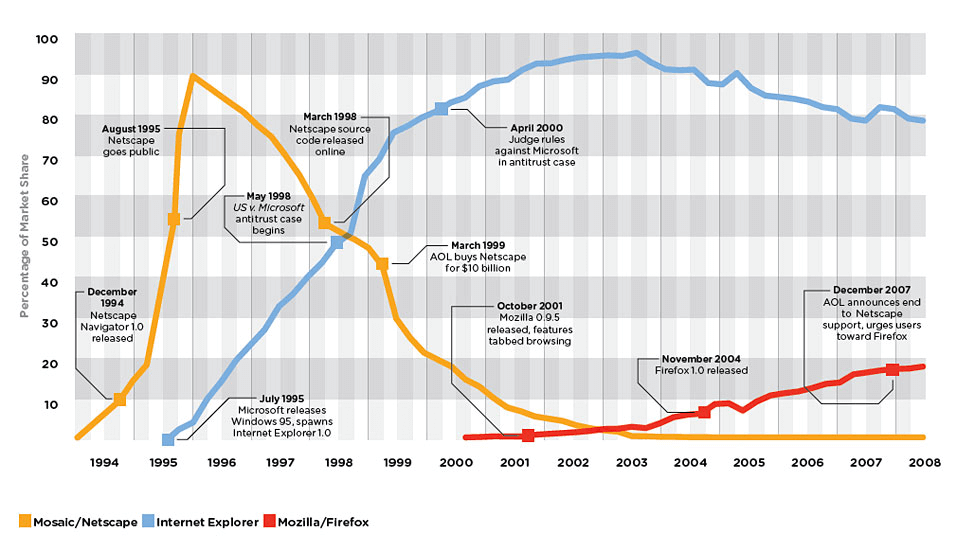 Percentage of Market Share
100
90
80
70
60
50
40
30
20
10
August 1995
Netscape
goes public
March 1998
Netscape source
code released
online
April 2000
Judge rules
against Microsoft
in antitrust case
May 1998
US v. Microsoft
antitrust case
begins
March 1999
AOL buys Netscape
for $10 billion
December
1994
Netscape
Navigator 1.0
released
October 2001
Mozilla 0.9.5
released, features
tabbed browsing
December 2007
AOL announces end
to Netscape
support, urges users
toward Firefox
November 2004
Firefox 1.0 released
July 1995
Microsoft releases
Windows 95, spawns
Internet Explorer 1.0
1994 1995 1996 1997 1998 1999 2000 2001 2002 2003 2004 2005 2006 2007 2008
Mosaic/Netscape Internet Explorer Mozilla/Firefox